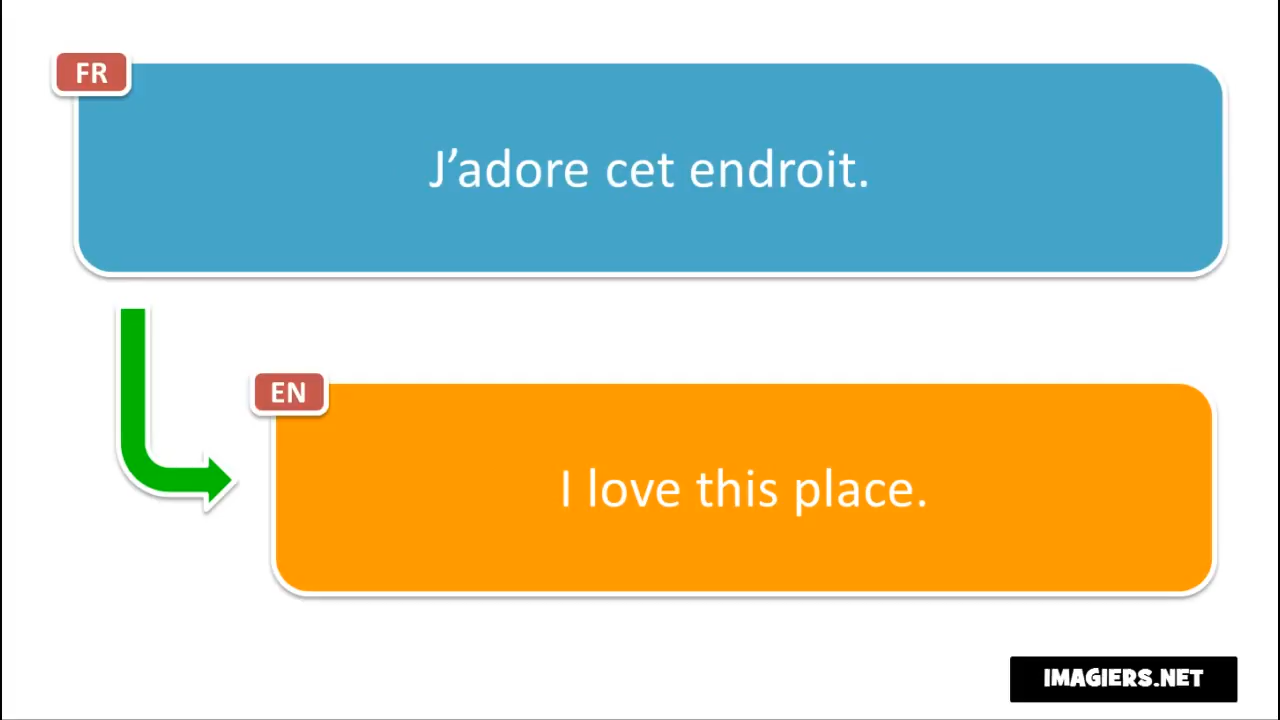 FR
J’adore cet endroit.
EN
I love this place.
IMAGIERS.NET